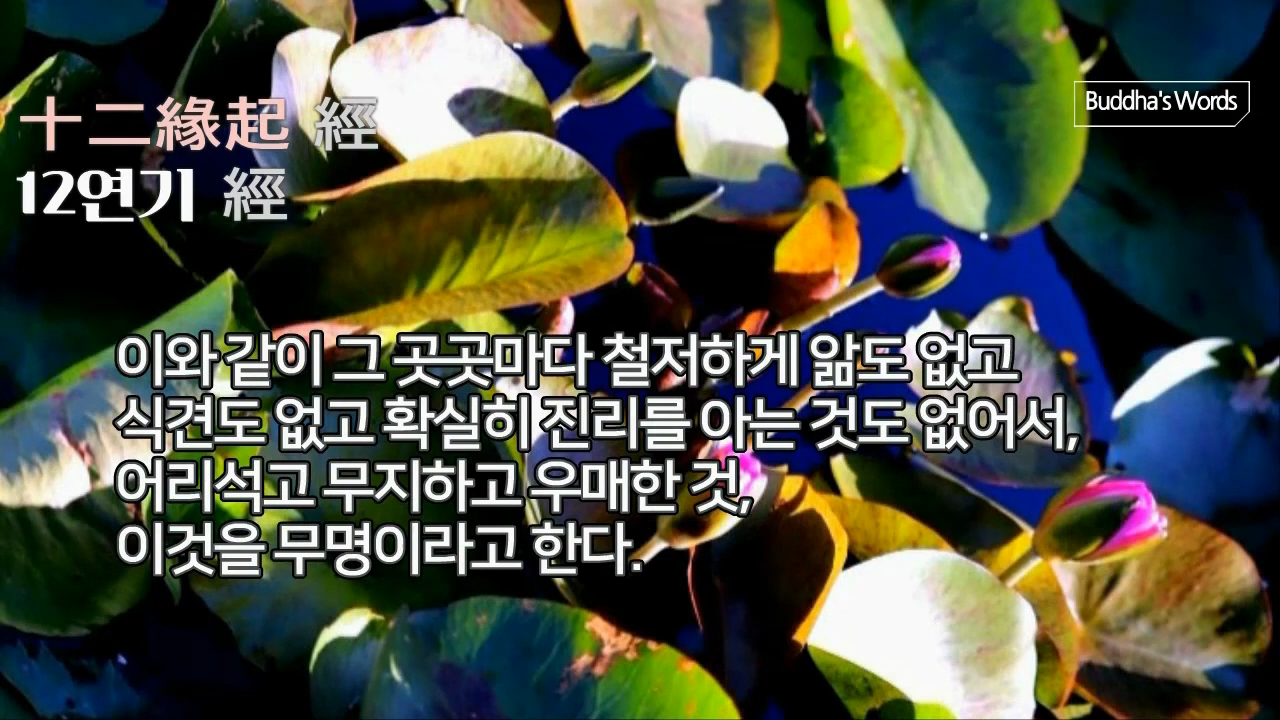 十二緣起 經
12연기 經
Buddha's Words
이와 같이 그 곳곳마다 철저하게 앎도 없고
식견도 없고 확실히 진리를 아는 것도 없어서,
어리석고 무지하고 우매한 것,
이것을 무명이라고 한다.